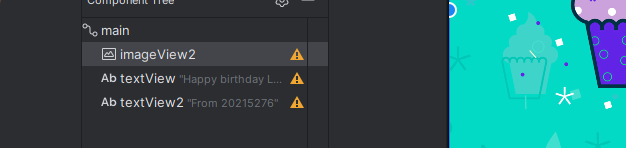 Component Tree
main
imageView2
Ab textView "Happy birthday L...
Ab textView2 "From 20215276"